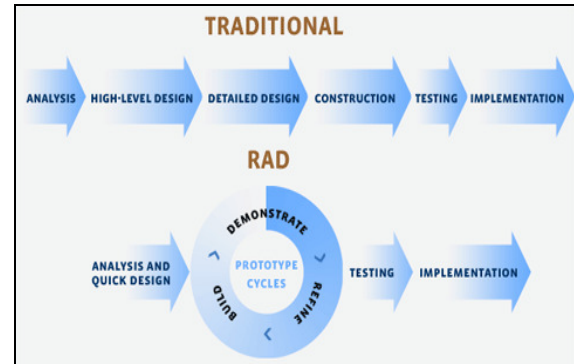 TRADITIONAL
ANALYSIS HIGH-LEVEL DESIGN DETAILED DESIGN CONSTRUCTION TESTING IMPLEMENTATION
RAD
DEMONSTRATE
ANALYSIS AND
QUICK DESIGN
PROTOTYPE
CYCLES
BUILD
REFINE
TESTING IMPLEMENTATION